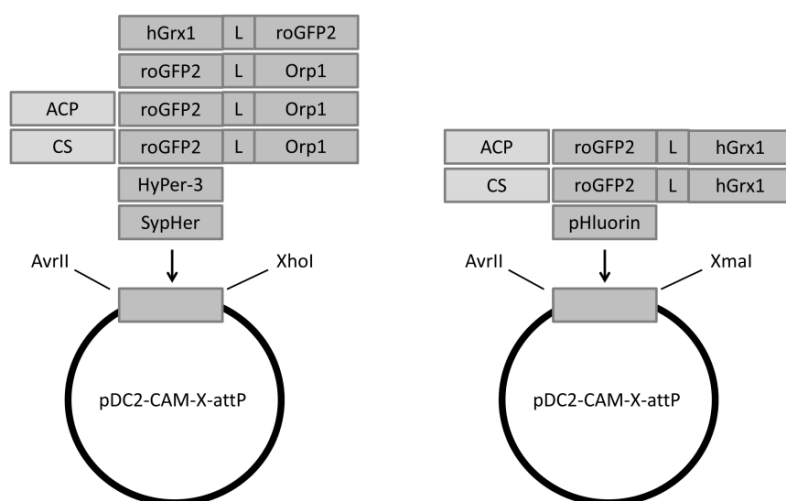 hGrx1 L roGFP2
roGFP2 L Orp1
ACP roGFP2 L Orp1
CS roGFP2 L Orp1
HyPer-3
SypHer
AvrII XhoI
pDC2-CAM-X-attP
ACP roGFP2 L hGrx1
CS roGFP2 L hGrx1
pHluorin
AvrII XmaI
pDC2-CAM-X-attP